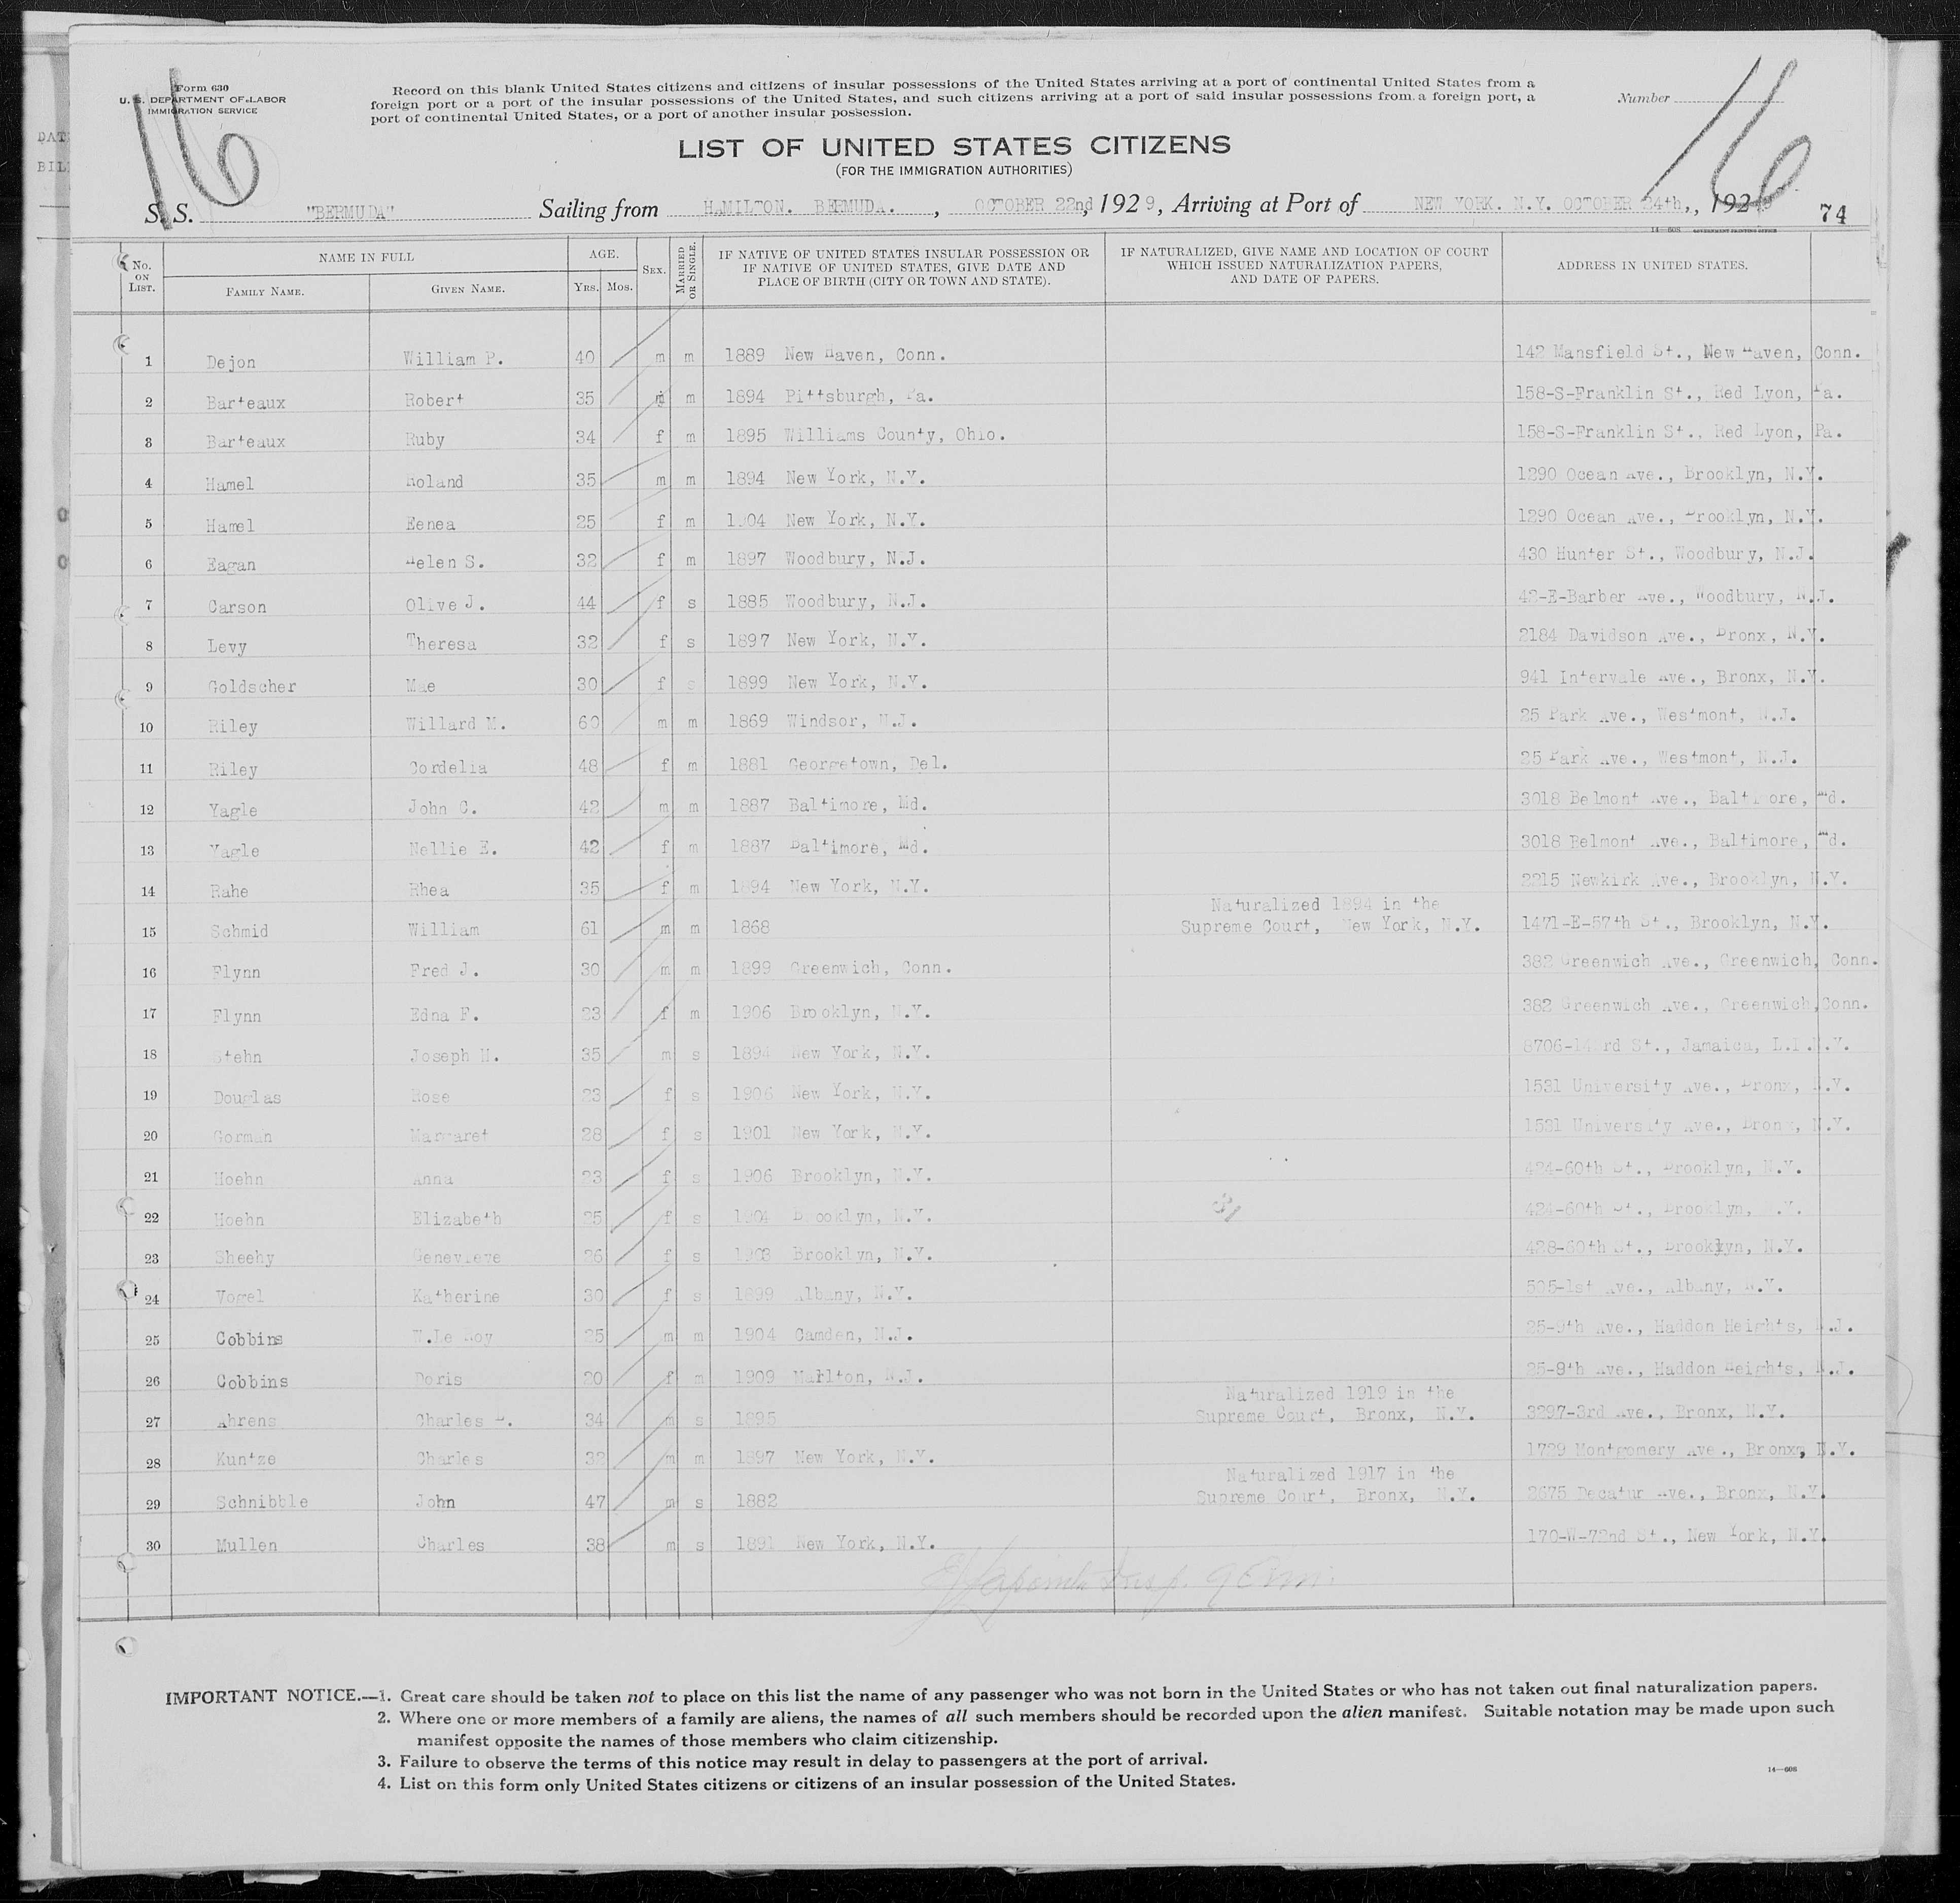 Form 630
U. S. DEPARTMENT OF LABOR
IMMIGRATION SERVICE
16
Record on this blank United States citizens and citizens of insular possessions of the United States arriving at a port of continental United States from a
foreign port or a port of the insular possessions of the United States, and such citizens arriving at a port of said insular possessions from a foreign port, a
port of continental United States, or a port of another insular possession.
Number
116
DAT
BIL
LIST OF UNITED STATES CITIZENS
(FOR THE IMMIGRATION AUTHORITIES)
S. S. "BERMUDA" Sailing from HAMILTON. BERMUDA. , OCTOBER 22nd, 1929, Arriving at Port of NEW YORK. N.Y. OCTOBER 24th,, 1929
74
14—608 GOVERNMENT PRINTING OFFICE
No. ON LIST. NAME IN FULL FAMILY NAME. GIVEN NAME. AGE. YRS. MOS. SEX. MARRIED OR SINGLE. IF NATIVE OF UNITED STATES INSULAR POSSESSION OR IF NATIVE OF UNITED STATES, GIVE DATE AND PLACE OF BIRTH (CITY OR TOWN AND STATE). IF NATURALIZED, GIVE NAME AND LOCATION OF COURT WHICH ISSUED NATURALIZATION PAPERS, AND DATE OF PAPERS. ADDRESS IN UNITED STATES.
1 Dejon William P. 40 m m 1889 New Haven, Conn. 142 Mansfield St., New Haven, Conn.
2 Barteaux Robert 35 m m 1894 Pittsburgh, Pa. 158-S-Franklin St., Red Lyon, Pa.
3 Barteaux Ruby 34 f m 1895 Williams County, Ohio. 158-S-Franklin St., Red Lyon, Pa.
4 Hamel Roland 35 m m 1894 New York, N.Y. 1290 Ocean Ave., Brooklyn, N.Y.
5 Hamel Eenea 25 f m 1904 New York, N.Y. 1290 Ocean Ave., Brooklyn, N.Y.
6 Eagan Helen S. 32 f m 1897 Woodbury, N.J. 430 Hunter St., Woodbury, N.J.
7 Carson Olive J. 44 f s 1885 Woodbury, N.J. 42-E-Barber Ave., Woodbury, N.J.
8 Levy Theresa 32 f s 1897 New York, N.Y. 2184 Davidson Ave., Bronx, N.Y.
9 Goldscher Mae 30 f s 1899 New York, N.Y. 941 Intervale Ave., Bronx, N.Y.
10 Riley Willard M. 60 m m 1869 Windsor, N.J. 25 Park Ave., Westmont, N.J.
11 Riley Cordelia 48 f m 1881 Georgetown, Del. 25 Park Ave., Westmont, N.J.
12 Yagle John C. 42 m m 1887 Baltimore, Md. 3018 Belmont Ave., Baltimore, Md.
13 Yagle Nellie E. 42 f m 1887 Baltimore, Md. 3018 Belmont Ave., Baltimore, Md.
14 Rahe Rhea 35 f m 1894 New York, N.Y. 2215 Newkirk Ave., Brooklyn, N.Y.
Naturalized 1894 in the
15 Schmid William 61 m m 1868 Supreme Court, New York, N.Y. 1471-E-57th St., Brooklyn, N.Y.
16 Flynn Fred J. 30 m m 1899 Greenwich, Conn. 382 Greenwich Ave., Greenwich, Conn.
17 Flynn Edna F. 23 f m 1906 Brooklyn, N.Y. 382 Greenwich Ave., Greenwich, Conn.
18 Stehn Joseph H. 35 m s 1894 New York, N.Y. 8706-143rd St., Jamaica, L.I.N.Y.
19 Douglas Rose 23 f s 1906 New York, N.Y. 1531 University Ave., Bronx, N.Y.
20 Gorman Margaret 28 f s 1901 New York, N.Y. 1531 University Ave., Bronx, N.Y.
21 Hoehn Anna 23 f s 1906 Brooklyn, N.Y. 424-60th St., Brooklyn, N.Y.
22 Hoehn Elizabeth 25 f s 1904 Brooklyn, N.Y. 31 424-60th St., Brooklyn, N.Y.
23 Sheehy Genevieve 26 f s 1903 Brooklyn, N.Y. 428-60th St., Brooklyn, N.Y.
24 Vogel Katherine 30 f s 1899 Albany, N.Y. 505-1st Ave., Albany, N.Y.
25 Cobbins W.Le Roy 25 m m 1904 Camden, N.J. 25-9th Ave., Haddon Heights, N.J.
26 Cobbins Doris 20 f m 1909 Marlton, N.J. 25-9th Ave., Haddon Heights, N.J.
Naturalized 1919 in the
27 Ahrens Charles 34 m s 1895 Supreme Court, Bronx, N.Y. 3297-3rd Ave., Bronx, N.Y.
28 Kuntze Charles 32 m m 1897 New York, N.Y. 1729 Montgomery Ave., Bronx, N.Y.
Naturalized 1917 in the
29 Schnibble John 47 m s 1882 Supreme Court, Bronx, N.Y. 2675 Decatur Ave., Bronx, N.Y.
30 Mullen Charles 38 m s 1891 New York, N.Y. 170-W-72nd St., New York, N.Y.
IMPORTANT NOTICE.—1. Great care should be taken not to place on this list the name of any passenger who was not born in the United States or who has not taken out final naturalization papers.
2. Where one or more members of a family are aliens, the names of all such members should be recorded upon the alien manifest. Suitable notation may be made upon such
manifest opposite the names of those members who claim citizenship.
3. Failure to observe the terms of this notice may result in delay to passengers at the port of arrival.
4. List on this form only United States citizens or citizens of an insular possession of the United States.
14—608